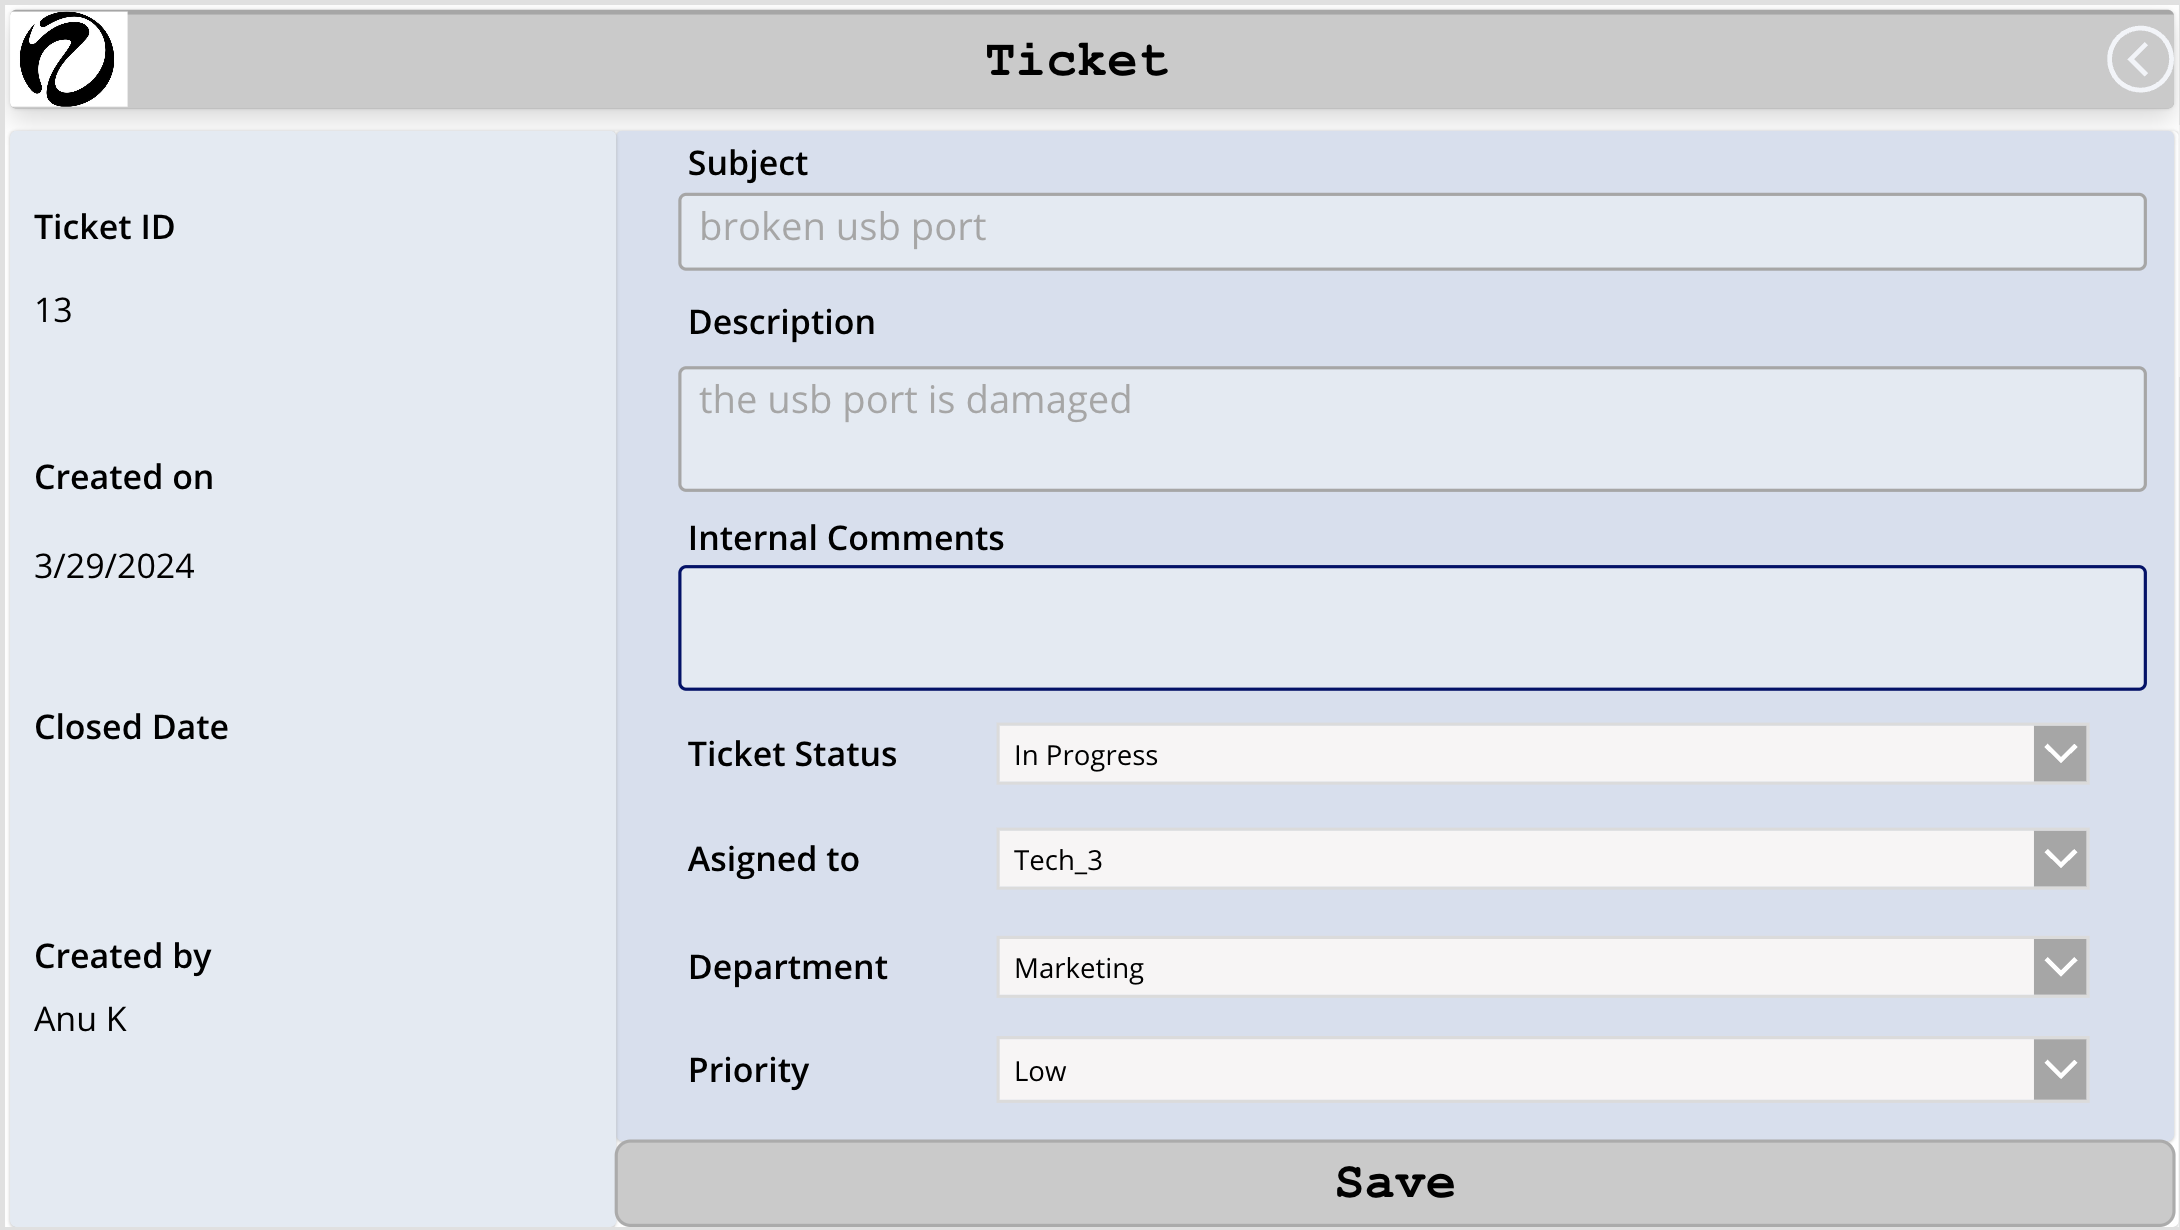 Ticket
Ticket ID
13
Created on
3/29/2024
Closed Date
Created by
Anu K
Subject
broken usb port
Description
the usb port is damaged
Internal Comments
Ticket Status
In Progress
Asigned to
Tech_3
Department
Marketing
Priority
Low
Save